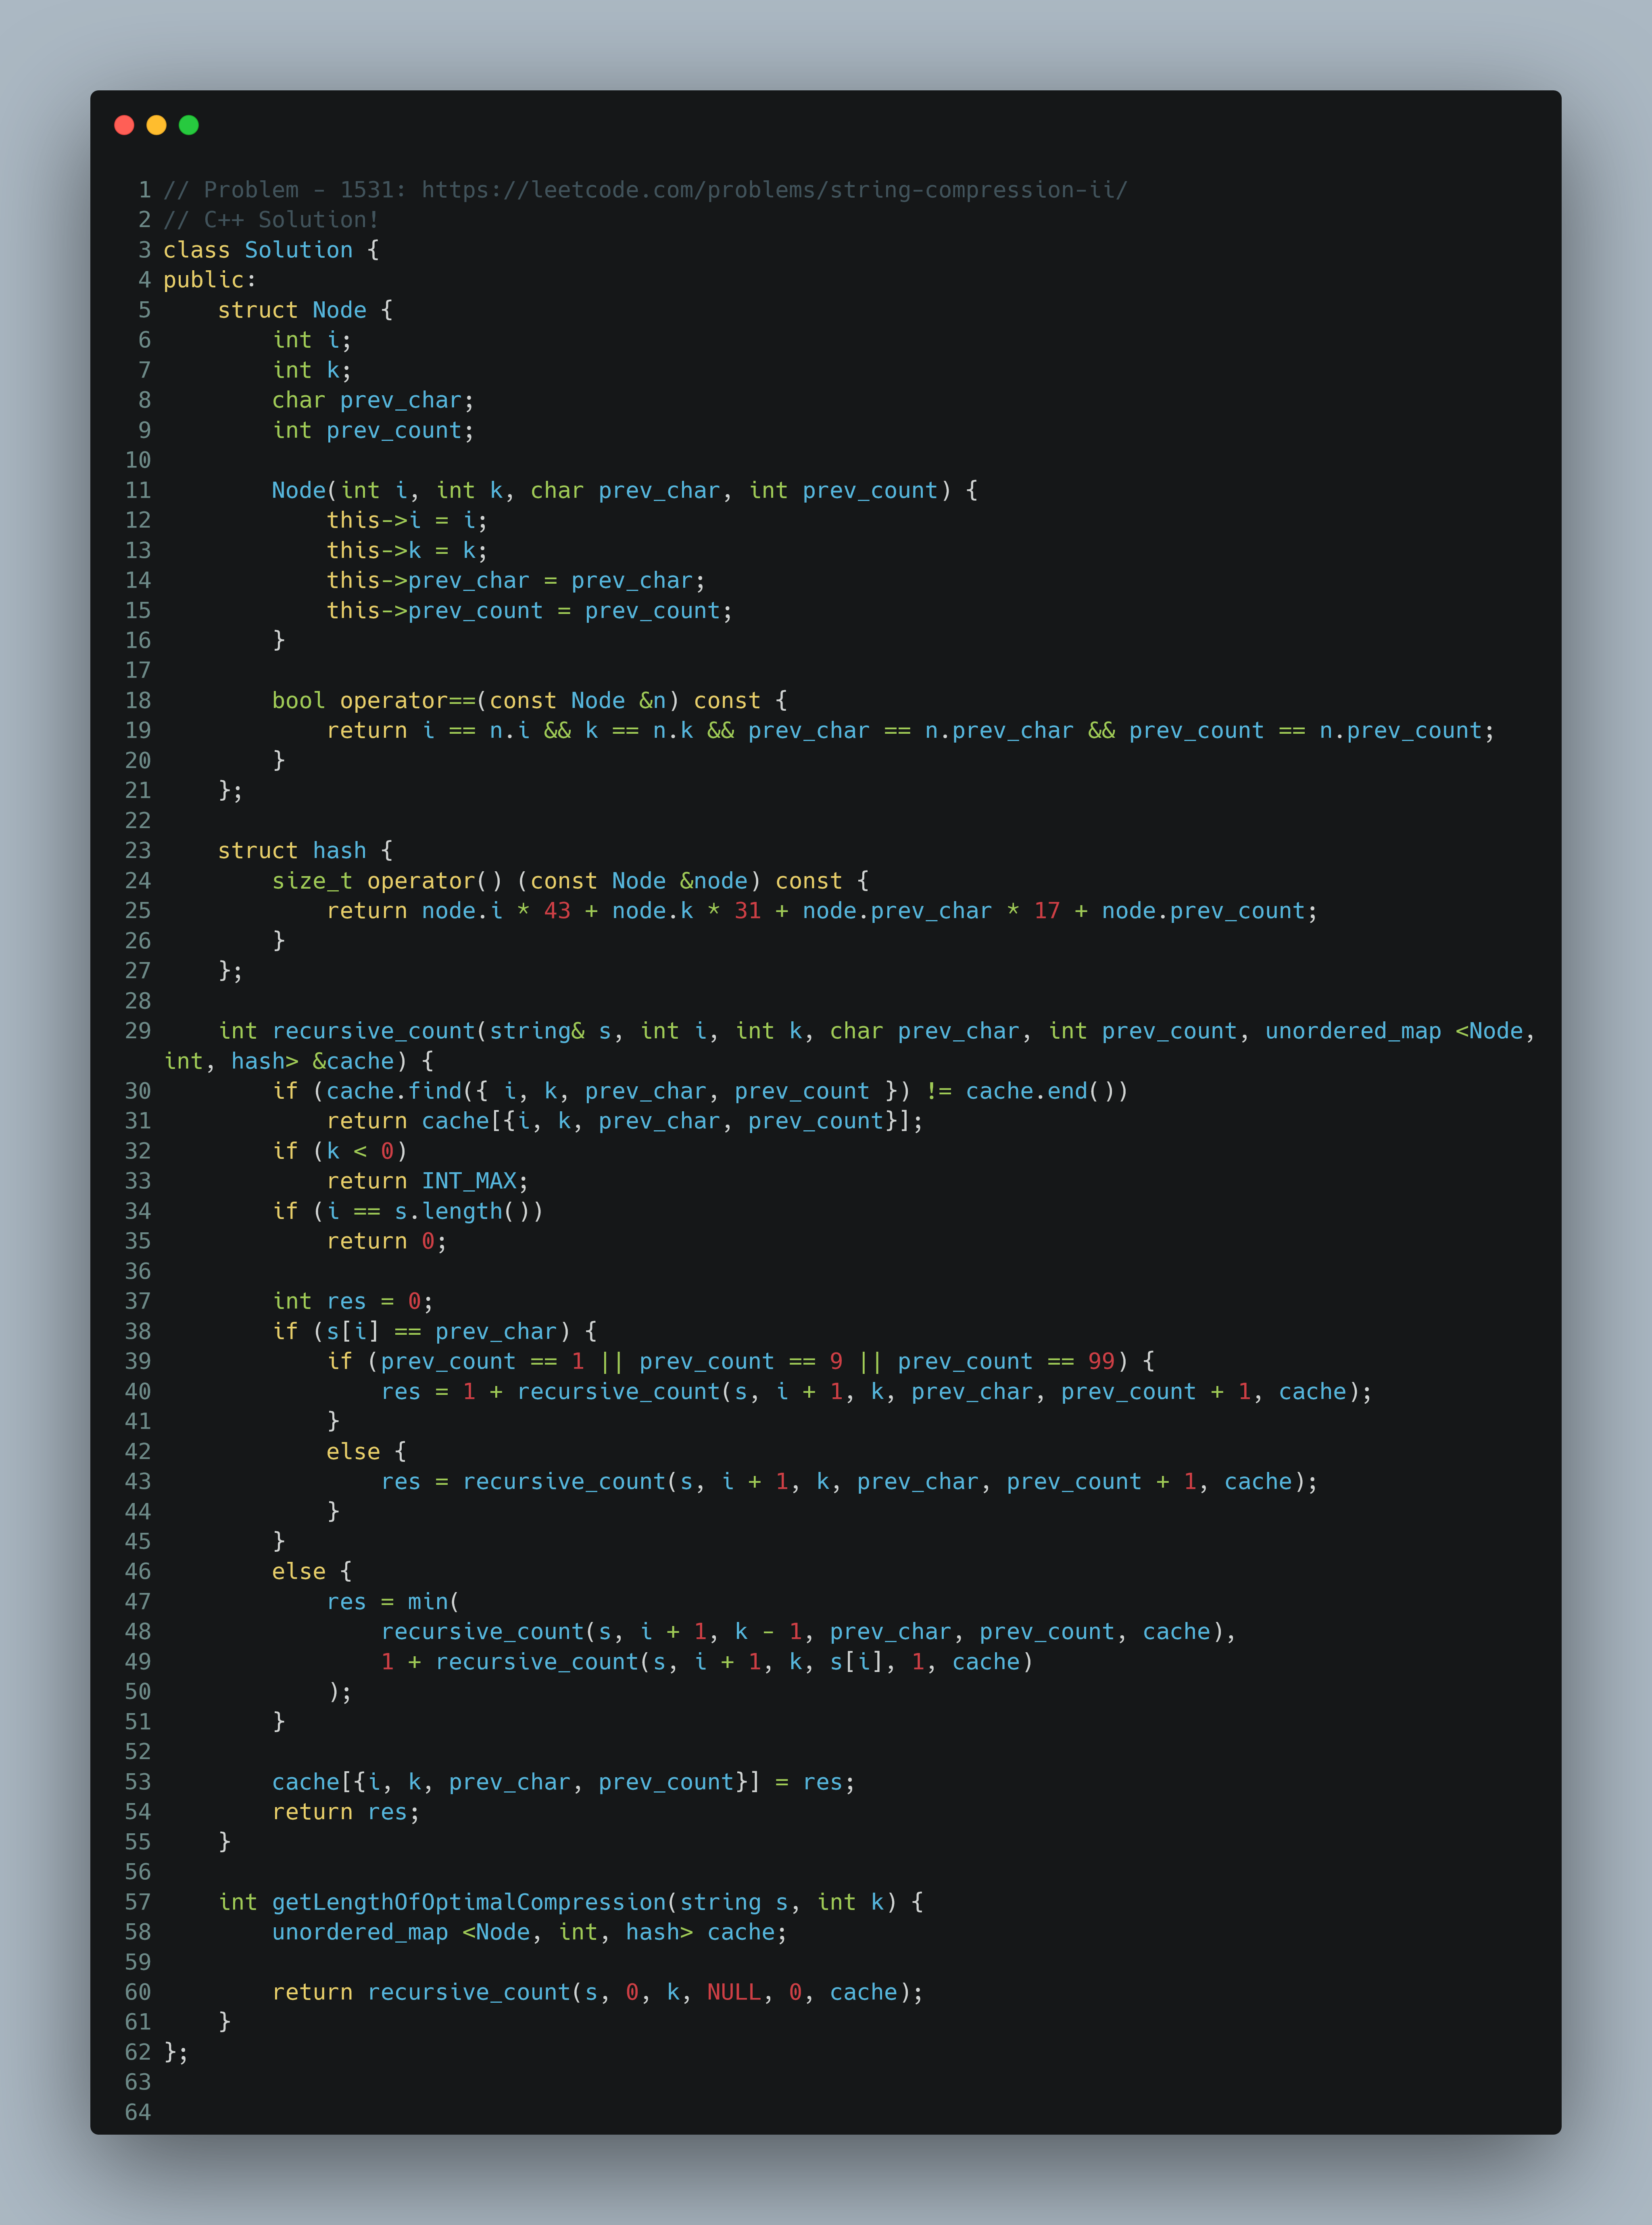 1 // Problem - 1531: https://leetcode.com/problems/string-compression-ii/
2 // C++ Solution!
3 class Solution {
4 public:
5     struct Node {
6         int i;
7         int k;
8         char prev_char;
9         int prev_count;
10
11         Node(int i, int k, char prev_char, int prev_count) {
12             this->i = i;
13             this->k = k;
14             this->prev_char = prev_char;
15             this->prev_count = prev_count;
16         }
17
18         bool operator==(const Node &n) const {
19             return i == n.i && k == n.k && prev_char == n.prev_char && prev_count == n.prev_count;
20         }
21     };
22
23     struct hash {
24         size_t operator() (const Node &node) const {
25             return node.i * 43 + node.k * 31 + node.prev_char * 17 + node.prev_count;
26         }
27     };
28
29     int recursive_count(string& s, int i, int k, char prev_char, int prev_count, unordered_map <Node,
int, hash> &cache) {
30         if (cache.find({ i, k, prev_char, prev_count }) != cache.end())
31             return cache[{i, k, prev_char, prev_count}];
32         if (k < 0)
33             return INT_MAX;
34         if (i == s.length())
35             return 0;
36
37         int res = 0;
38         if (s[i] == prev_char) {
39             if (prev_count == 1 || prev_count == 9 || prev_count == 99) {
40                 res = 1 + recursive_count(s, i + 1, k, prev_char, prev_count + 1, cache);
41             }
42             else {
43                 res = recursive_count(s, i + 1, k, prev_char, prev_count + 1, cache);
44             }
45         }
46         else {
47             res = min(
48                 recursive_count(s, i + 1, k - 1, prev_char, prev_count, cache),
49                 1 + recursive_count(s, i + 1, k, s[i], 1, cache)
50             );
51         }
52
53         cache[{i, k, prev_char, prev_count}] = res;
54         return res;
55     }
56
57     int getLengthOfOptimalCompression(string s, int k) {
58         unordered_map <Node, int, hash> cache;
59
60         return recursive_count(s, 0, k, NULL, 0, cache);
61     }
62 };
63
64